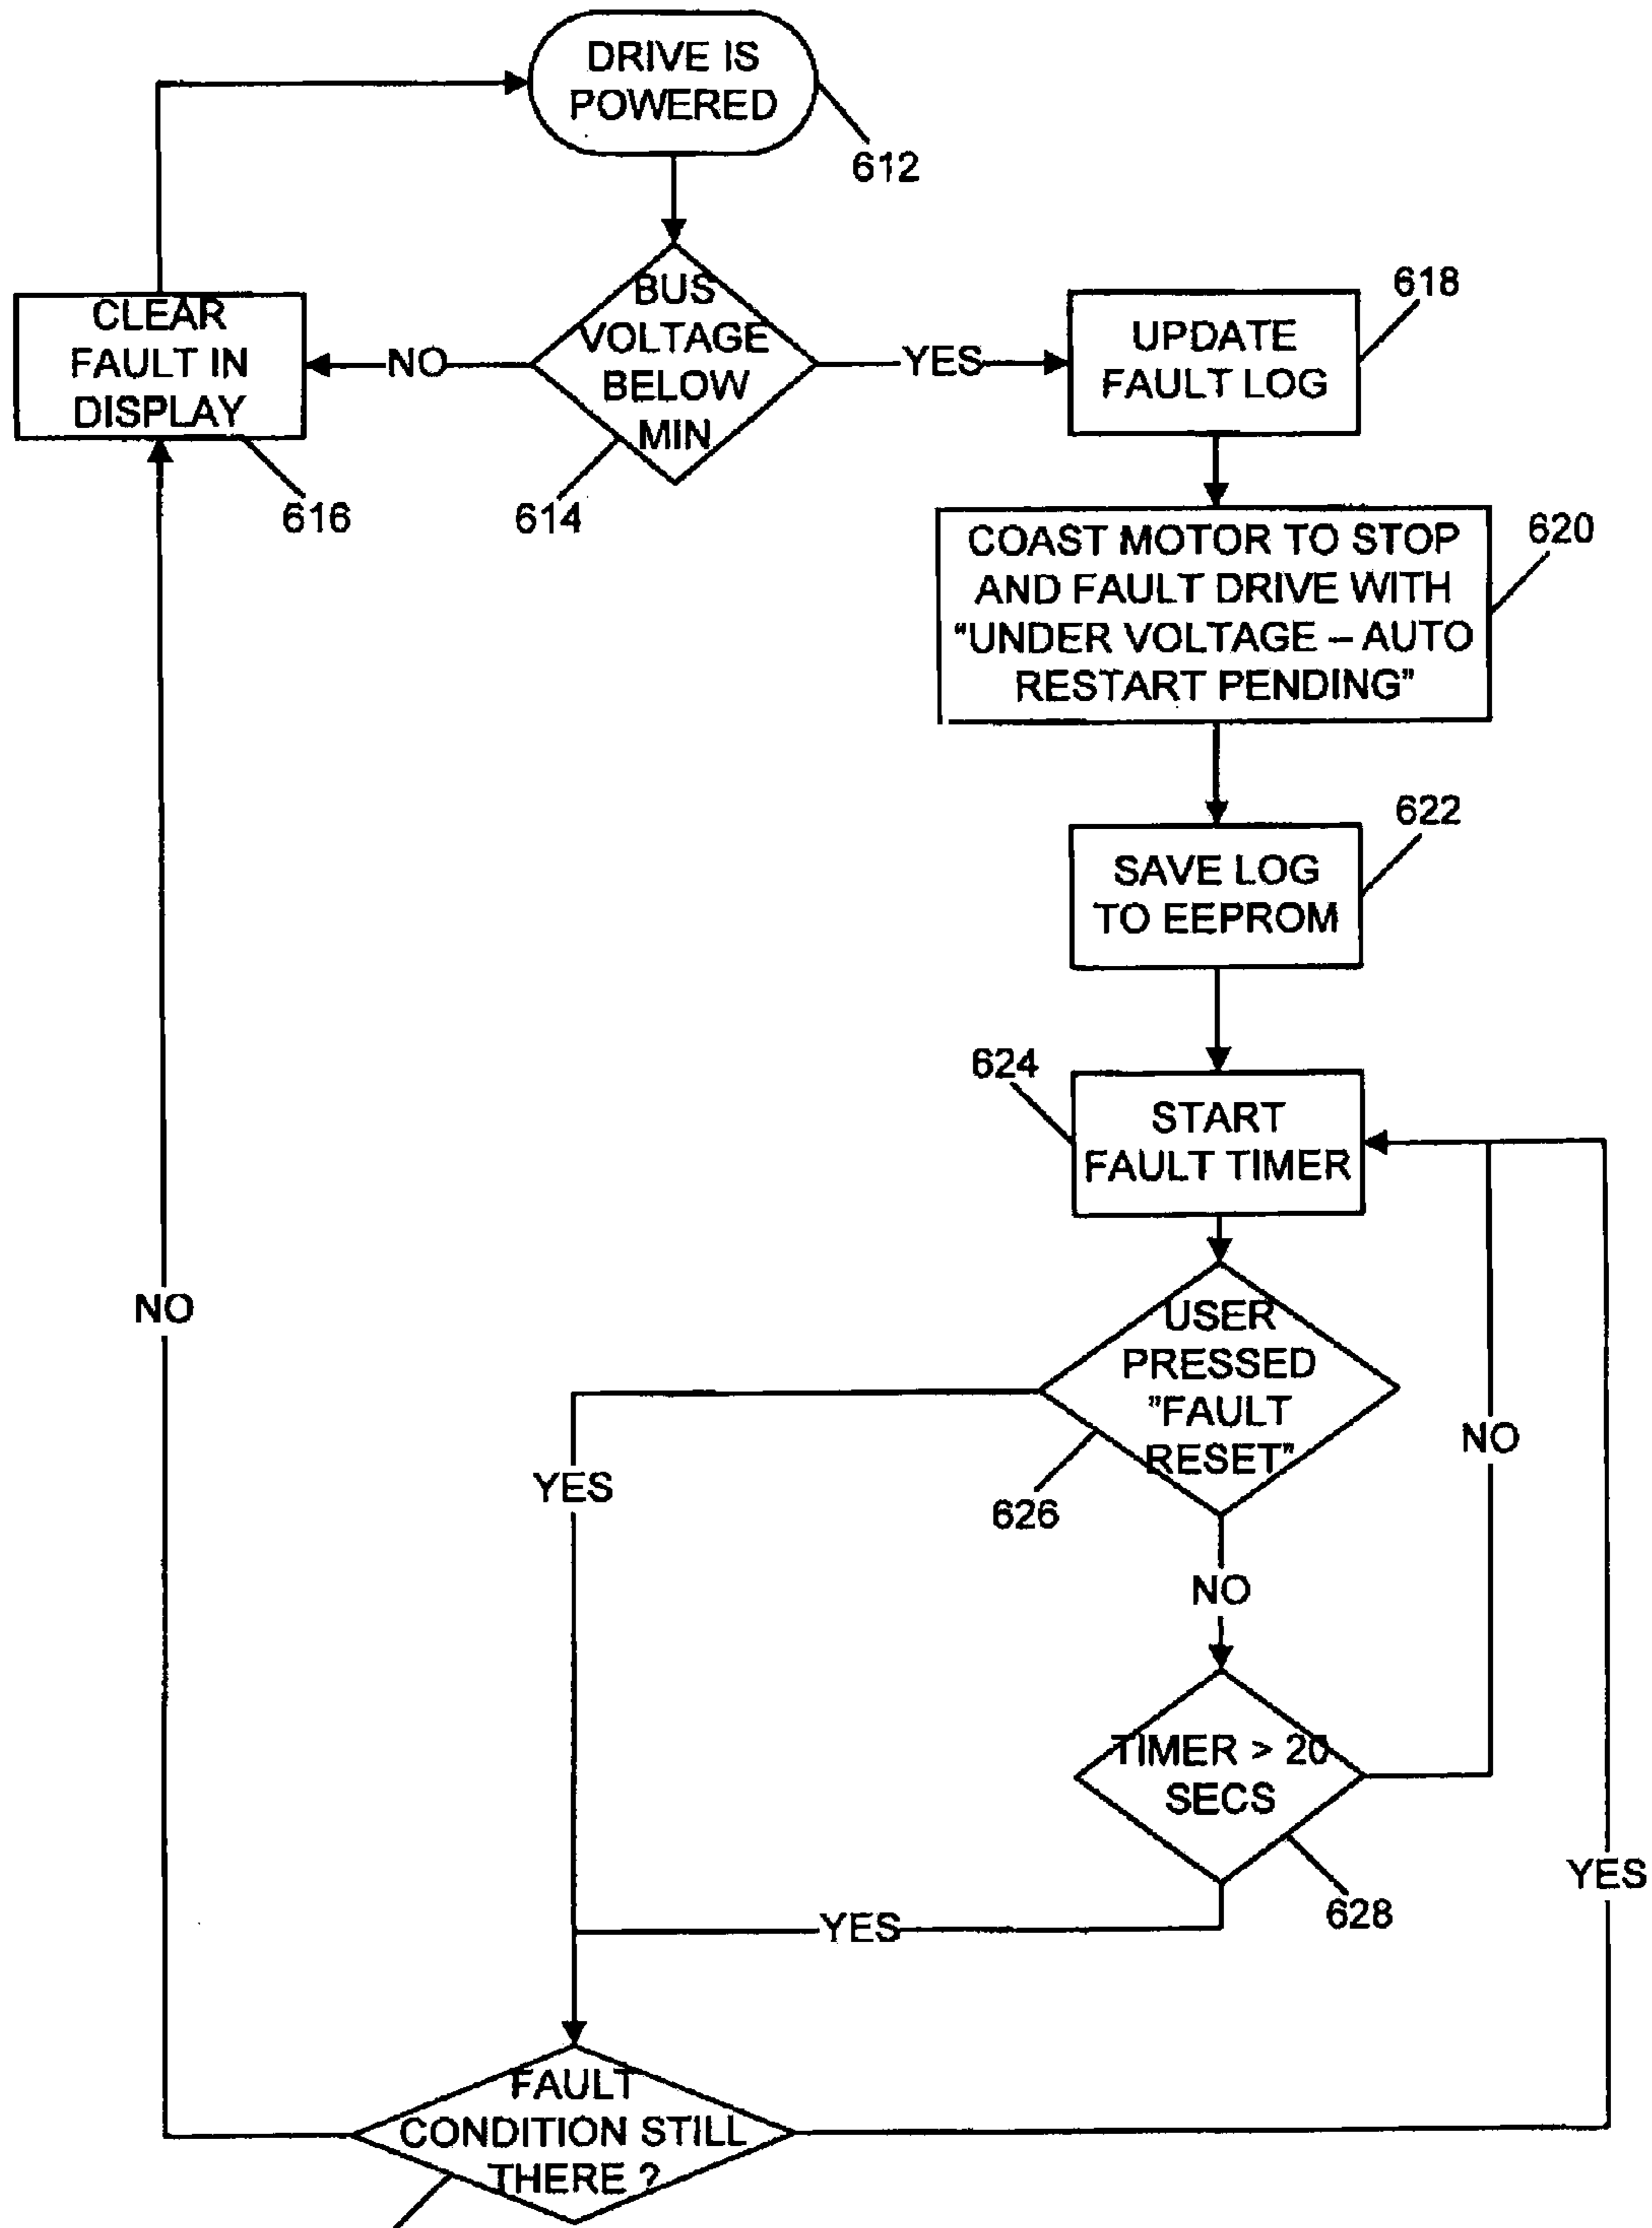 DRIVE IS
POWERED
612
BUS
VOLTAGE
BELOW
MIN
614
NO
YES
CLEAR
FAULT IN
DISPLAY
616
UPDATE
FAULT LOG
618
COAST MOTOR TO STOP
AND FAULT DRIVE WITH
"UNDER VOLTAGE – AUTO
RESTART PENDING"
620
SAVE LOG
TO EEPROM
622
624
START
FAULT TIMER
USER
PRESSED
"FAULT
RESET"
626
YES
NO
NO
NO
TIMER > 20
SECS
628
YES
YES
FAULT
CONDITION STILL
THERE ?